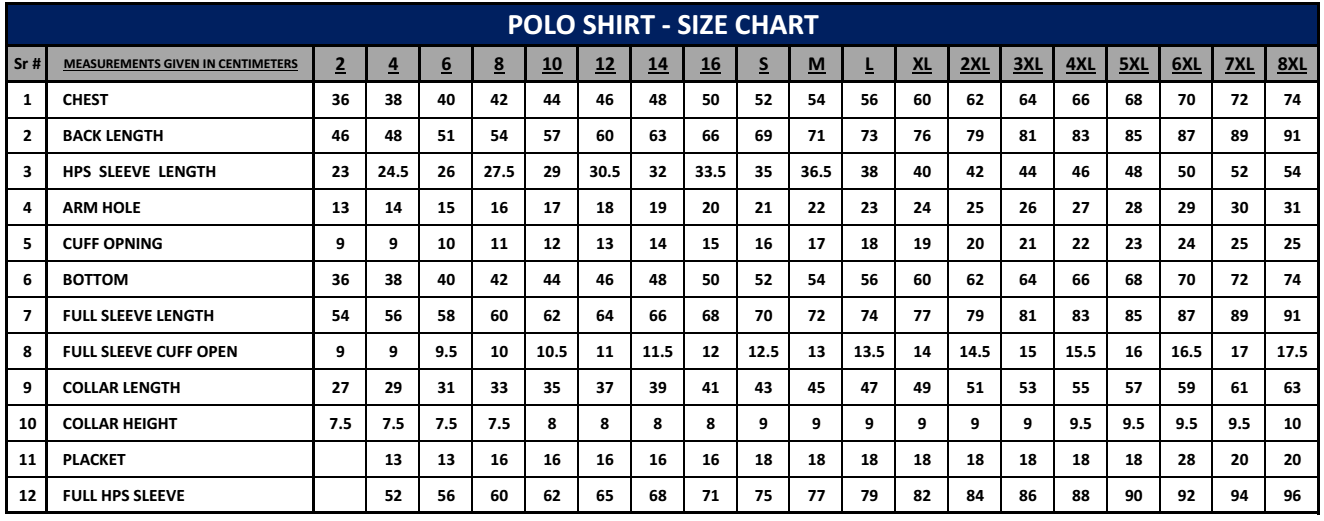 POLO SHIRT - SIZE CHART
Sr # MEASUREMENTS GIVEN IN CENTIMETERS 2 4 6 8 10 12 14 16 S M L XL 2XL 3XL 4XL 5XL 6XL 7XL 8XL
1 CHEST 36 38 40 42 44 46 48 50 52 54 56 60 62 64 66 68 70 72 74
2 BACK LENGTH 46 48 51 54 57 60 63 66 69 71 73 76 79 81 83 85 87 89 91
3 HPS SLEEVE LENGTH 23 24.5 26 27.5 29 30.5 32 33.5 35 36.5 38 40 42 44 46 48 50 52 54
4 ARM HOLE 13 14 15 16 17 18 19 20 21 22 23 24 25 26 27 28 29 30 31
5 CUFF OPNING 9 9 10 11 12 13 14 15 16 17 18 19 20 21 22 23 24 25 25
6 BOTTOM 36 38 40 42 44 46 48 50 52 54 56 60 62 64 66 68 70 72 74
7 FULL SLEEVE LENGTH 54 56 58 60 62 64 66 68 70 72 74 77 79 81 83 85 87 89 91
8 FULL SLEEVE CUFF OPEN 9 9 9.5 10 10.5 11 11.5 12 12.5 13 13.5 14 14.5 15 15.5 16 16.5 17 17.5
9 COLLAR LENGTH 27 29 31 33 35 37 39 41 43 45 47 49 51 53 55 57 59 61 63
10 COLLAR HEIGHT 7.5 7.5 7.5 7.5 8 8 8 8 9 9 9 9 9 9 9.5 9.5 9.5 9.5 10
11 PLACKET 13 13 16 16 16 16 16 18 18 18 18 18 18 18 18 28 20 20
12 FULL HPS SLEEVE 52 56 60 62 65 68 71 75 77 79 82 84 86 88 90 92 94 96